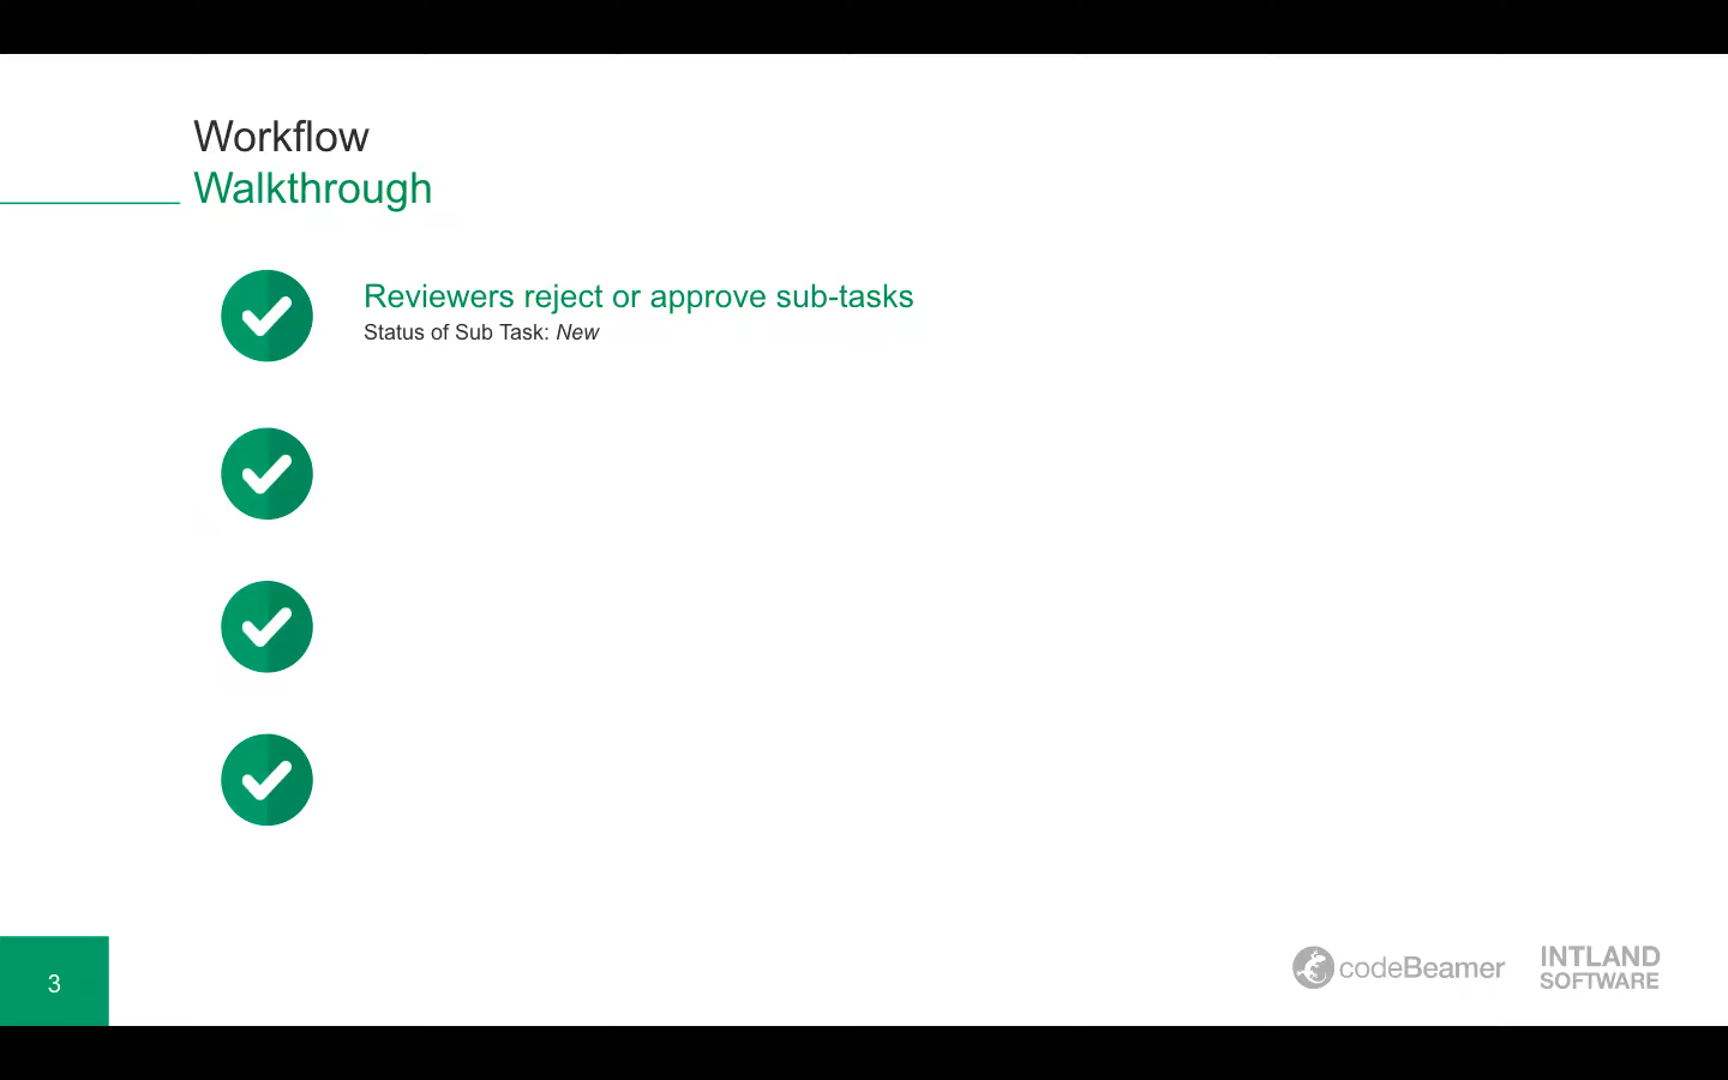 Workflow
Walkthrough
Reviewers reject or approve sub-tasks
Status of Sub Task: New
3
codeBeamer
INTLAND
SOFTWARE